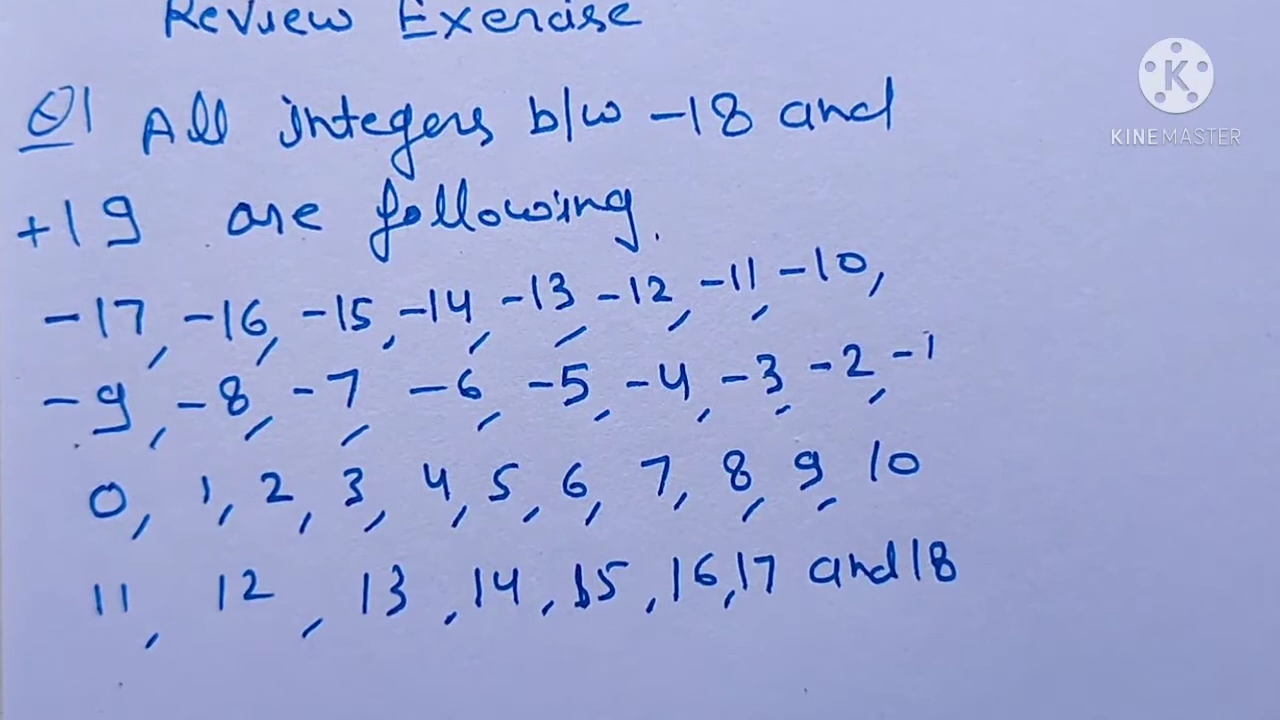 Review Exercise
Q1 All integers b/w -18 and
+19 are following.
-17, -16, -15, -14, -13, -12, -11, -10,
-9, -8, -7, -6, -5, -4, -3, -2, -1
0, 1, 2, 3, 4, 5, 6, 7, 8, 9, 10
11, 12, 13, 14, 15, 16, 17 and 18
K
KINEMASTER